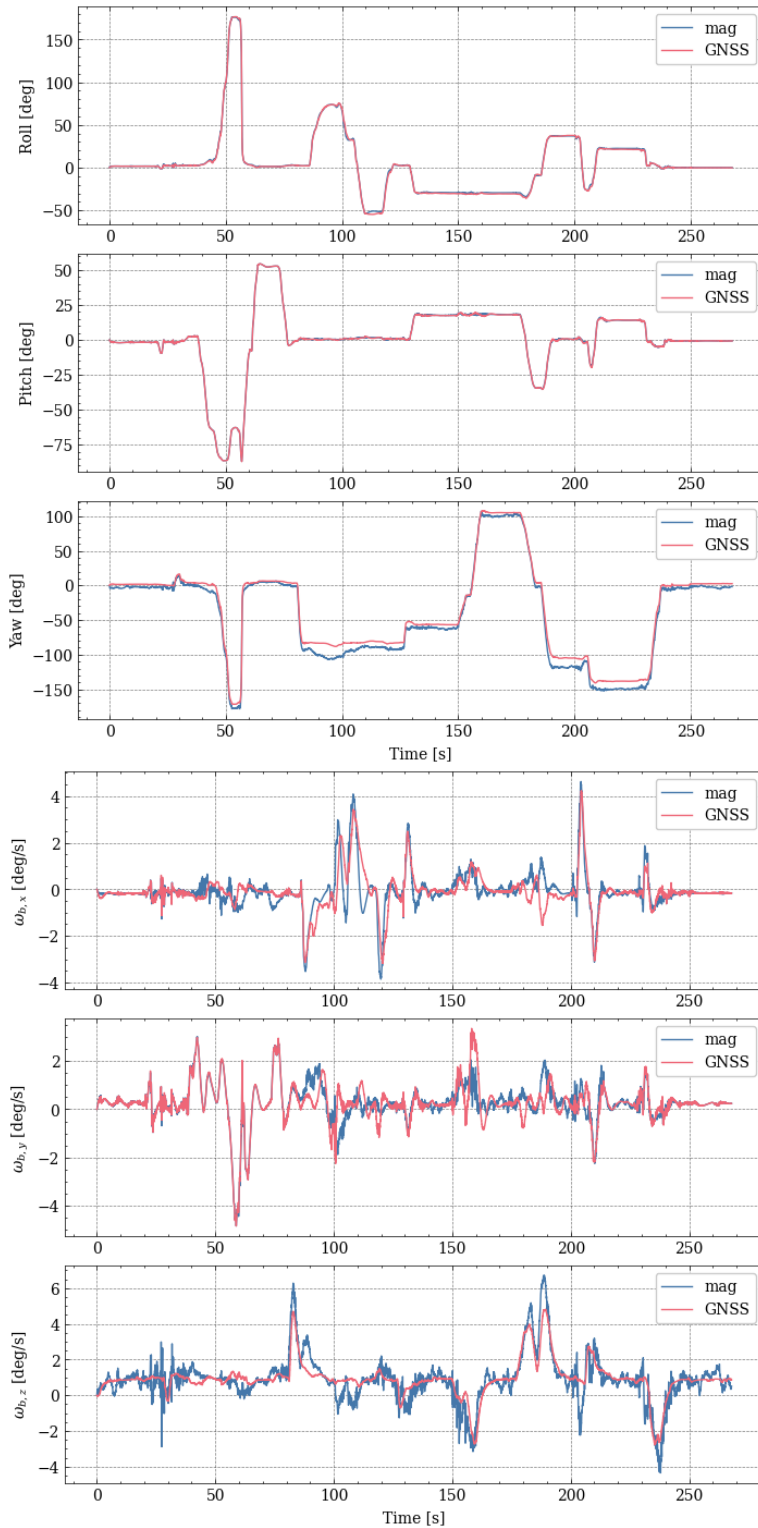 Roll [deg]
150
100
50
0
−50
mag
GNSS
0 50 100 150 200 250
Pitch [deg]
50
25
0
−25
−50
−75
mag
GNSS
0 50 100 150 200 250
Yaw [deg]
100
50
0
−50
−100
−150
mag
GNSS
0 50 100 150 200 250
Time [s]
ω_{b,x} [deg/s]
4
2
0
−2
−4
mag
GNSS
0 50 100 150 200 250
ω_{b,y} [deg/s]
2
0
−2
−4
mag
GNSS
0 50 100 150 200 250
ω_{b,z} [deg/s]
6
4
2
0
−2
−4
mag
GNSS
0 50 100 150 200 250
Time [s]